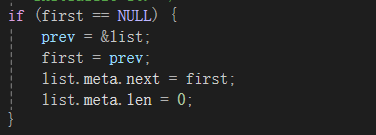 if (first == NULL) {
    prev = &list;
    first = prev;
    list.meta.next = first;
    list.meta.len = 0;
}